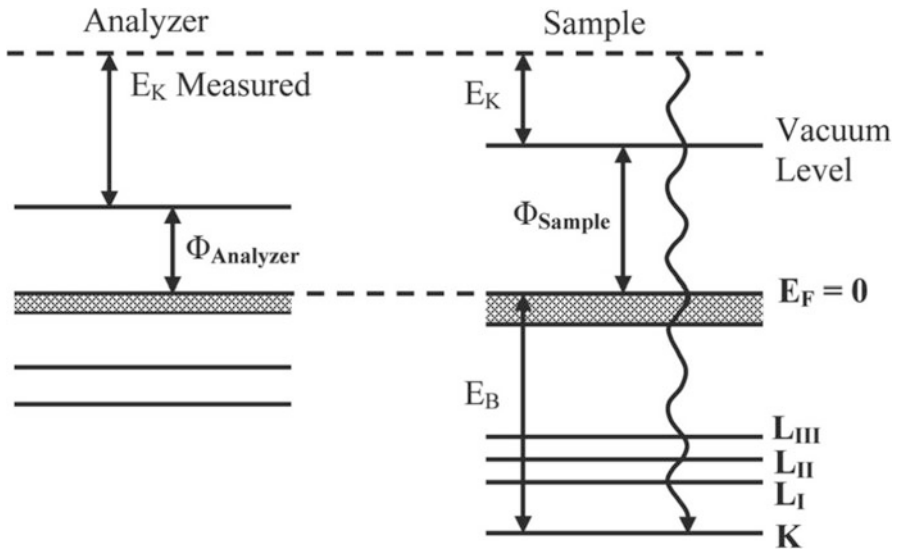 Analyzer
Sample
E_K Measured
E_K
Vacuum
Level
Φ_Sample
Φ_Analyzer
E_F = 0
E_B
L_III
L_II
L_I
K